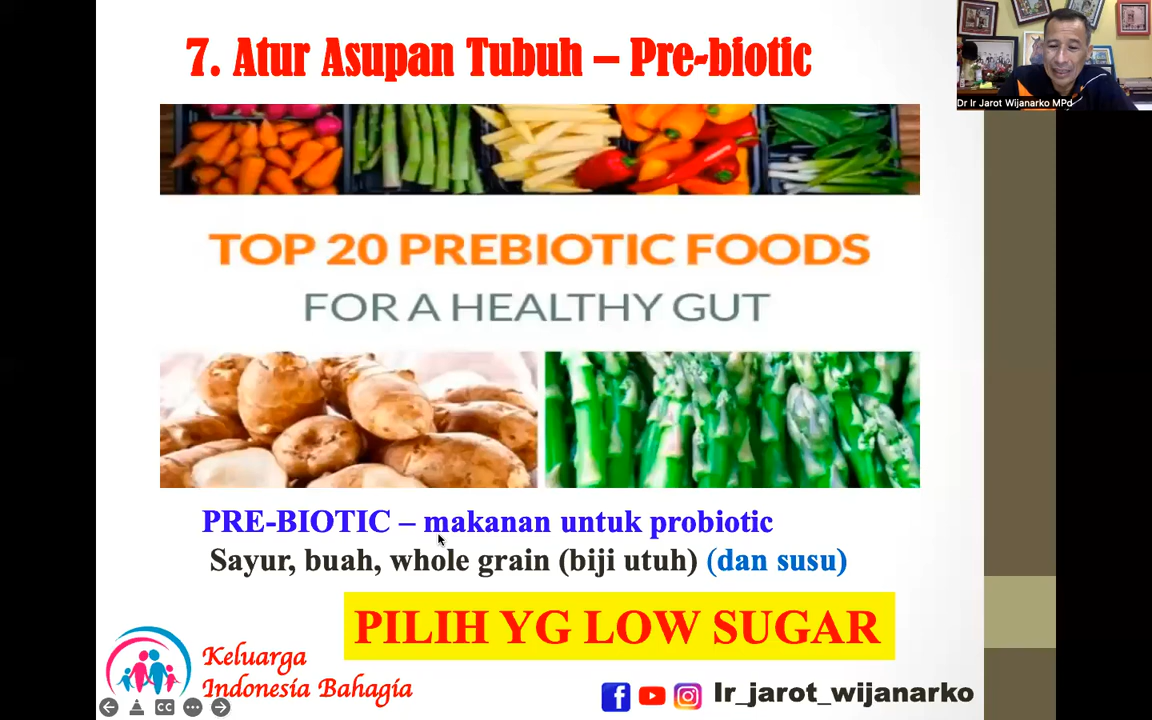 7. Atur Asupan Tubuh – Pre-biotic
Dr Ir Jarot Wijanarko MPd
TOP 20 PREBIOTIC FOODS
FOR A HEALTHY GUT
PRE-BIOTIC – makanan untuk probiotic
Sayur, buah, whole grain (biji utuh) (dan susu)
PILIH YG LOW SUGAR
Keluarga
Indonesia Bahagia
CC
Ir_jarot_wijanarko